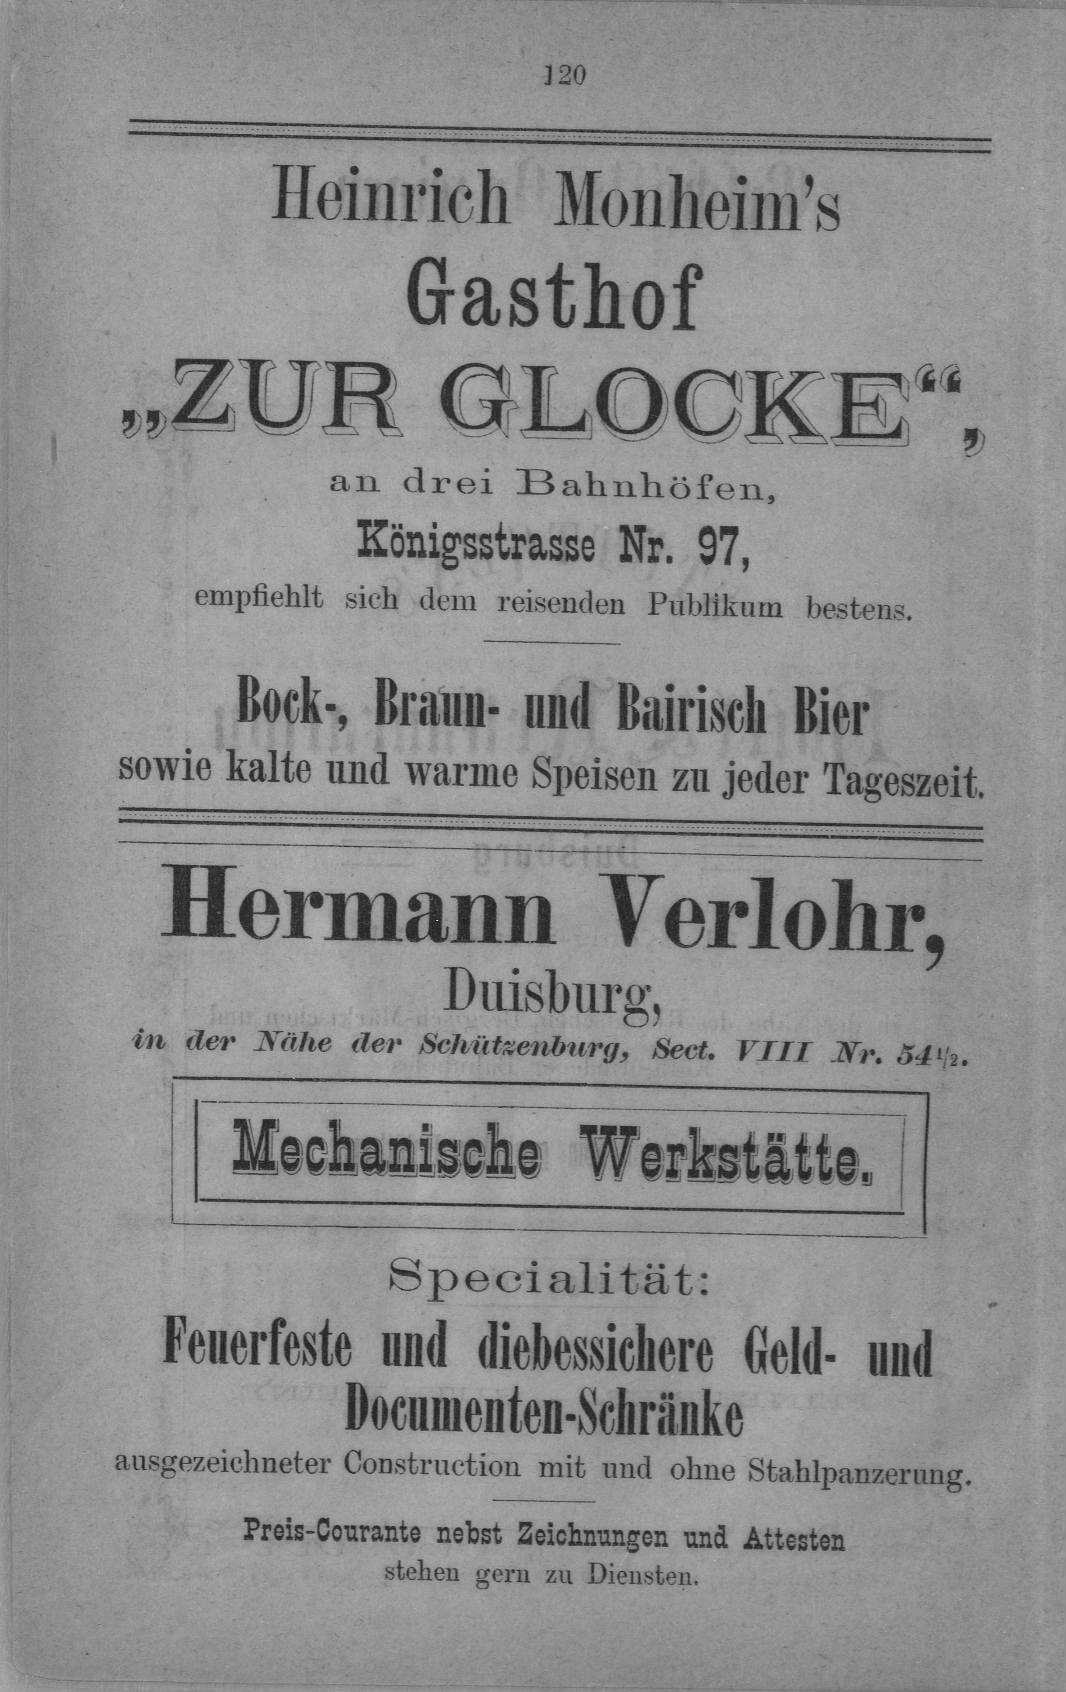 120
Heinrich Monheim's
Gasthof
„ZUR GLOCKE“,
an drei Bahnhöfen,
Königsstrasse Nr. 97,
empfiehlt sich dem reisenden Publikum bestens.
Bock-, Braun- und Bairisch Bier
sowie kalte und warme Speisen zu jeder Tageszeit.
Hermann Verlohr,
Duisburg,
in der Nähe der Schützenburg, Sect. VIII Nr. 54½.
Mechanische Werkstätte.
Specialität:
Feuerfeste und diebessichere Geld- und
Documenten-Schränke
ausgezeichneter Construction mit und ohne Stahlpanzerung.
Preis-Courante nebst Zeichnungen und Attesten
stehen gern zu Diensten.